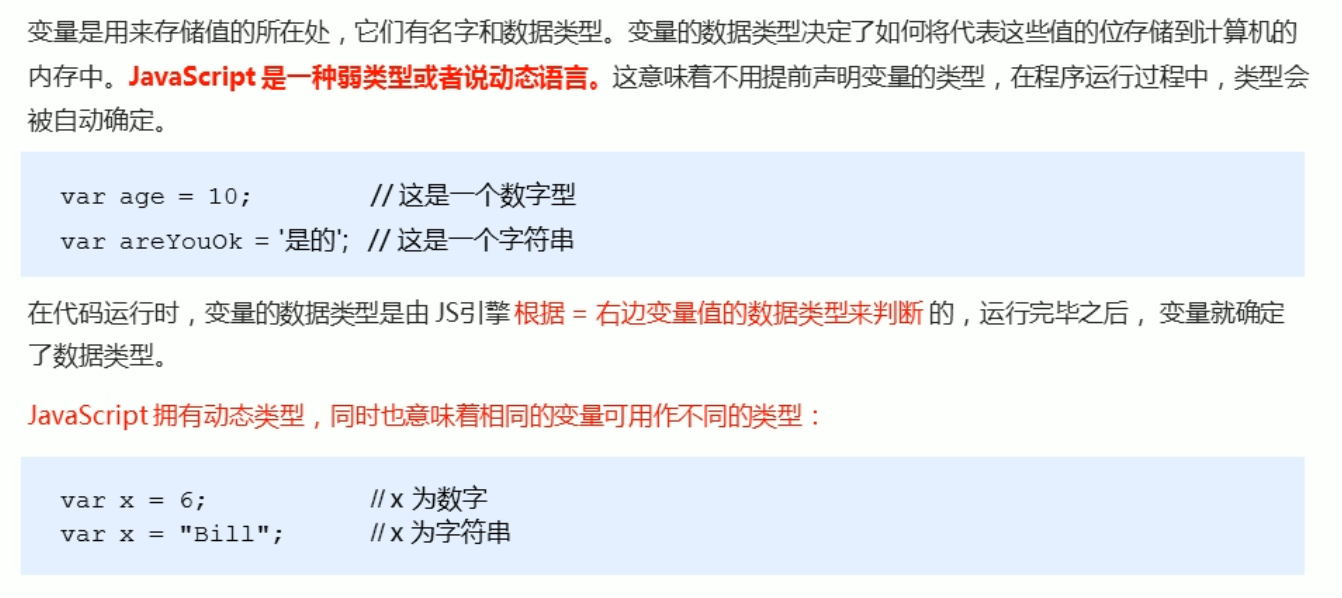 变量是用来存储值的所在处，它们有名字和数据类型。变量的数据类型决定了如何将代表这些值的位存储到计算机的
内存中。JavaScript 是一种弱类型或者说动态语言。这意味着不用提前声明变量的类型，在程序运行过程中，类型会
被自动确定。
var age = 10; // 这是一个数字型
var areYouOk = '是的'; // 这是一个字符串
在代码运行时，变量的数据类型是由 JS引擎 根据 = 右边变量值的数据类型来判断 的，运行完毕之后， 变量就确定
了数据类型。
JavaScript 拥有动态类型，同时也意味着相同的变量可用作不同的类型：
var x = 6; // x 为数字
var x = "Bill"; // x 为字符串